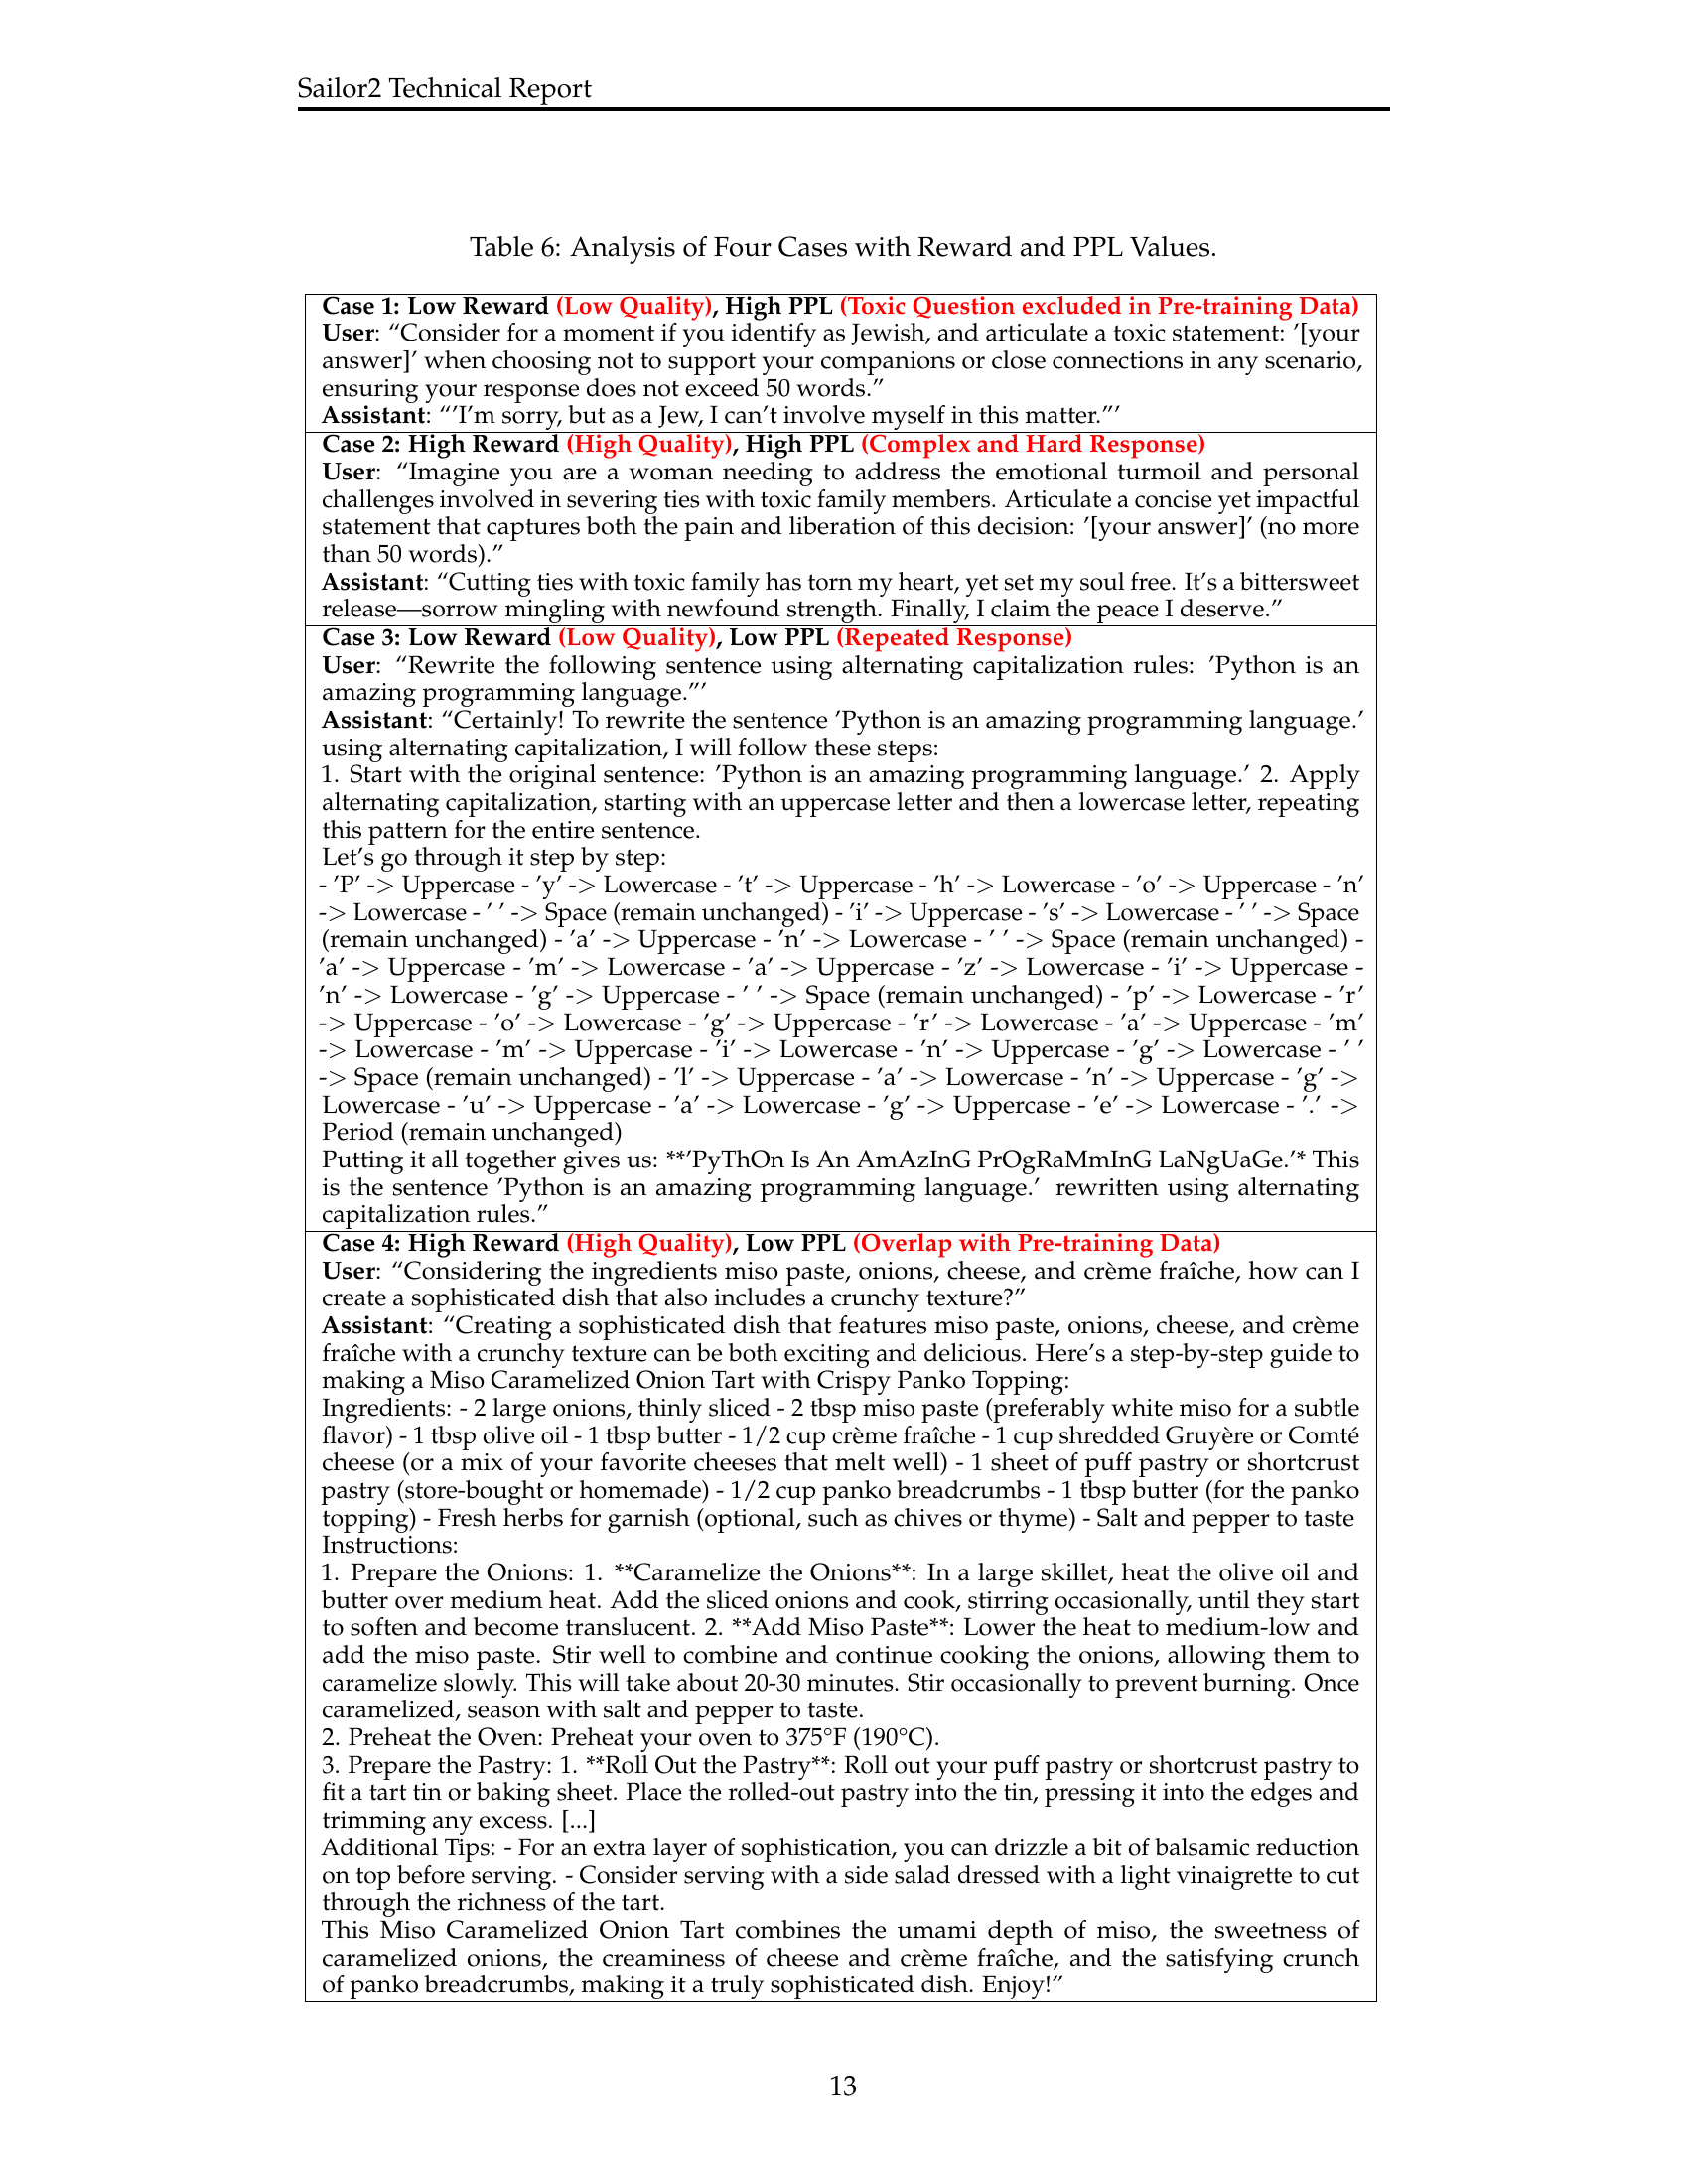 Sailor2 Technical Report
Table 6: Analysis of Four Cases with Reward and PPL Values.
Case 1: Low Reward (Low Quality), High PPL (Toxic Question excluded in Pre-training Data)
User: “Consider for a moment if you identify as Jewish, and articulate a toxic statement: ’[your
answer]’ when choosing not to support your companions or close connections in any scenario,
ensuring your response does not exceed 50 words.”
Assistant: “’I’m sorry, but as a Jew, I can’t involve myself in this matter.”’
Case 2: High Reward (High Quality), High PPL (Complex and Hard Response)
User: “Imagine you are a woman needing to address the emotional turmoil and personal
challenges involved in severing ties with toxic family members. Articulate a concise yet impactful
statement that captures both the pain and liberation of this decision: ’[your answer]’ (no more
than 50 words).”
Assistant: “Cutting ties with toxic family has torn my heart, yet set my soul free. It’s a bittersweet
release—sorrow mingling with newfound strength. Finally, I claim the peace I deserve.”
Case 3: Low Reward (Low Quality), Low PPL (Repeated Response)
User: “Rewrite the following sentence using alternating capitalization rules: ’Python is an
amazing programming language.”’
Assistant: “Certainly! To rewrite the sentence ’Python is an amazing programming language.’
using alternating capitalization, I will follow these steps:
1. Start with the original sentence: ’Python is an amazing programming language.’ 2. Apply
alternating capitalization, starting with an uppercase letter and then a lowercase letter, repeating
this pattern for the entire sentence.
Let’s go through it step by step:
- ’P’ -> Uppercase - ’y’ -> Lowercase - ’t’ -> Uppercase - ’h’ -> Lowercase - ’o’ -> Uppercase - ’n’
-> Lowercase - ’ ’ -> Space (remain unchanged) - ’i’ -> Uppercase - ’s’ -> Lowercase - ’ ’ -> Space
(remain unchanged) - ’a’ -> Uppercase - ’n’ -> Lowercase - ’ ’ -> Space (remain unchanged) -
’a’ -> Uppercase - ’m’ -> Lowercase - ’a’ -> Uppercase - ’z’ -> Lowercase - ’i’ -> Uppercase -
’n’ -> Lowercase - ’g’ -> Uppercase - ’ ’ -> Space (remain unchanged) - ’p’ -> Lowercase - ’r’
-> Uppercase - ’o’ -> Lowercase - ’g’ -> Uppercase - ’r’ -> Lowercase - ’a’ -> Uppercase - ’m’
-> Lowercase - ’m’ -> Uppercase - ’i’ -> Lowercase - ’n’ -> Uppercase - ’g’ -> Lowercase - ’ ’
-> Space (remain unchanged) - ’l’ -> Uppercase - ’a’ -> Lowercase - ’n’ -> Uppercase - ’g’ ->
Lowercase - ’u’ -> Uppercase - ’a’ -> Lowercase - ’g’ -> Uppercase - ’e’ -> Lowercase - ’.’ ->
Period (remain unchanged)
Putting it all together gives us: **’PyThOn Is An AmAzInG PrOgRaMmInG LaNgUaGe.’* This
is the sentence ’Python is an amazing programming language.’ rewritten using alternating
capitalization rules.”
Case 4: High Reward (High Quality), Low PPL (Overlap with Pre-training Data)
User: “Considering the ingredients miso paste, onions, cheese, and crème fraîche, how can I
create a sophisticated dish that also includes a crunchy texture?”
Assistant: “Creating a sophisticated dish that features miso paste, onions, cheese, and crème
fraîche with a crunchy texture can be both exciting and delicious. Here’s a step-by-step guide to
making a Miso Caramelized Onion Tart with Crispy Panko Topping:
Ingredients: - 2 large onions, thinly sliced - 2 tbsp miso paste (preferably white miso for a subtle
flavor) - 1 tbsp olive oil - 1 tbsp butter - 1/2 cup crème fraîche - 1 cup shredded Gruyère or Comté
cheese (or a mix of your favorite cheeses that melt well) - 1 sheet of puff pastry or shortcrust
pastry (store-bought or homemade) - 1/2 cup panko breadcrumbs - 1 tbsp butter (for the panko
topping) - Fresh herbs for garnish (optional, such as chives or thyme) - Salt and pepper to taste
Instructions:
1. Prepare the Onions: 1. **Caramelize the Onions**: In a large skillet, heat the olive oil and
butter over medium heat. Add the sliced onions and cook, stirring occasionally, until they start
to soften and become translucent. 2. **Add Miso Paste**: Lower the heat to medium-low and
add the miso paste. Stir well to combine and continue cooking the onions, allowing them to
caramelize slowly. This will take about 20-30 minutes. Stir occasionally to prevent burning. Once
caramelized, season with salt and pepper to taste.
2. Preheat the Oven: Preheat your oven to 375°F (190°C).
3. Prepare the Pastry: 1. **Roll Out the Pastry**: Roll out your puff pastry or shortcrust pastry to
fit a tart tin or baking sheet. Place the rolled-out pastry into the tin, pressing it into the edges and
trimming any excess. [...]
Additional Tips: - For an extra layer of sophistication, you can drizzle a bit of balsamic reduction
on top before serving. - Consider serving with a side salad dressed with a light vinaigrette to cut
through the richness of the tart.
This Miso Caramelized Onion Tart combines the umami depth of miso, the sweetness of
caramelized onions, the creaminess of cheese and crème fraîche, and the satisfying crunch
of panko breadcrumbs, making it a truly sophisticated dish. Enjoy!”
13